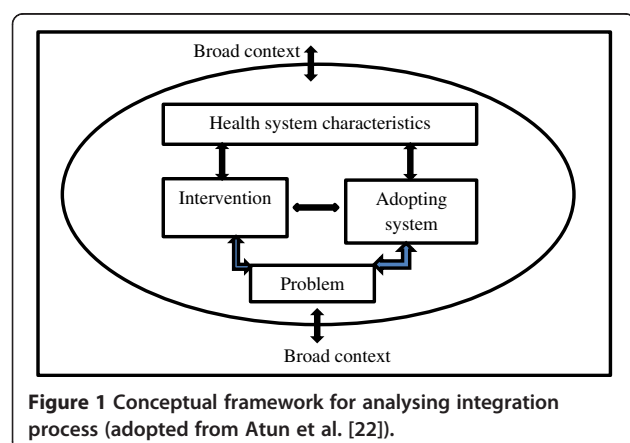 Broad context
Health system characteristics
Intervention
Adopting
system
Problem
Broad context
Figure 1 Conceptual framework for analysing integration
process (adopted from Atun et al. [22]).